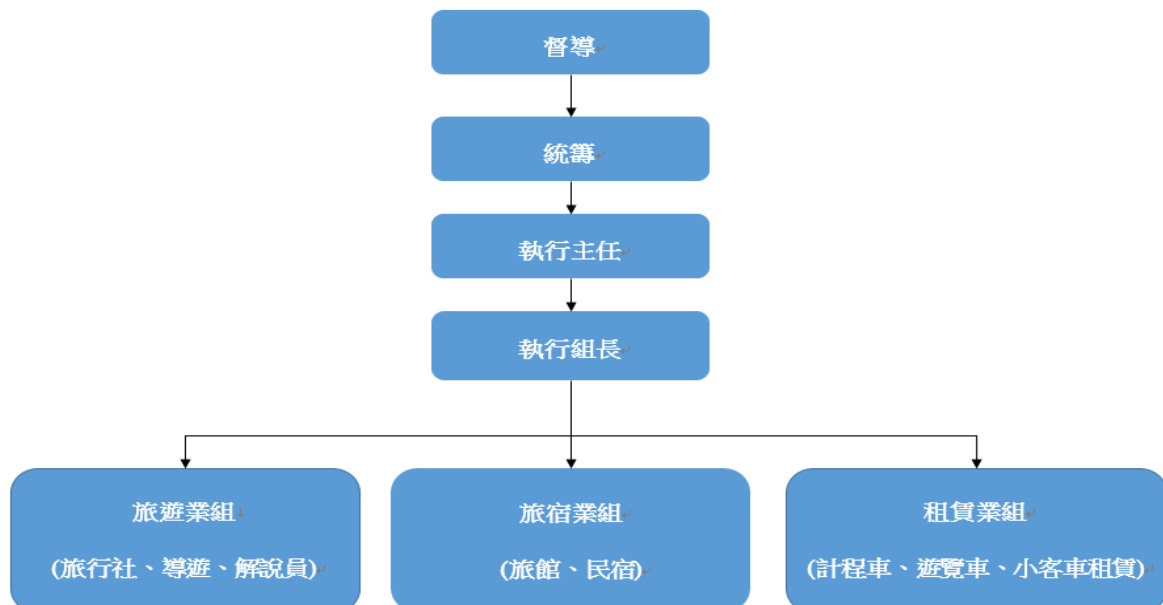 督導
統籌
執行主任
執行組長
旅遊業組
(旅行社、導遊、解說員)
旅宿業組
(旅館、民宿)
租賃業組
(計程車、遊覽車、小客車租賃)